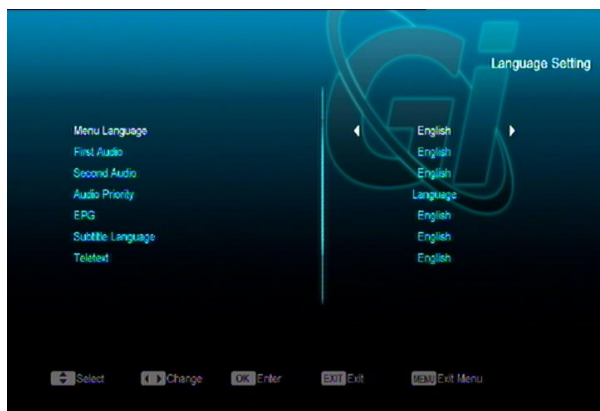 Language Setting
Menu Language English
First Audio English
Second Audio English
Audio Priority Language
EPG English
Subtitle Language English
Teletext English
Select Change OK Enter EXIT Exit MENU Exit Menu